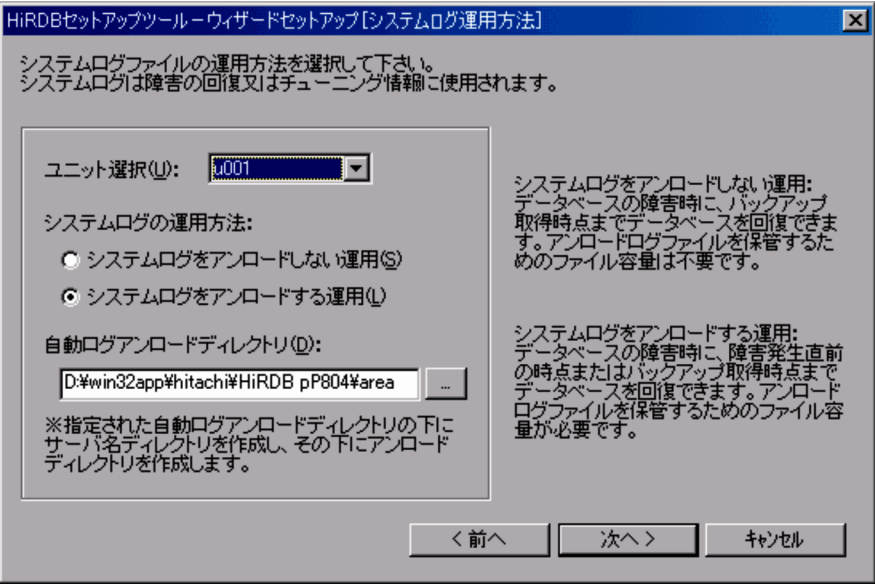 HiRDBセットアップツール－ウィザードセットアップ[システムログ運用方法]
システムログファイルの運用方法を選択して下さい。
システムログは障害の回復又はチューニング情報に使用されます。
ユニット選択(U):
u001
システムログの運用方法:
システムログをアンロードしない運用(S)
システムログをアンロードする運用(L)
自動ログアンロードディレクトリ(D):
D:¥win32app¥hitachi¥HiRDB pP804¥area
...
※指定された自動ログアンロードディレクトリの下に
サーバ名ディレクトリを作成し、その下にアンロード
ディレクトリを作成します。
システムログをアンロードしない運用:
データベースの障害時に、バックアップ
取得時点までデータベースを回復できま
す。アンロードログファイルを保管するた
めのファイル容量は不要です。
システムログをアンロードする運用:
データベースの障害時に、障害発生直前
の時点またはバックアップ取得時点まで
データベースを回復できます。アンロード
ログファイルを保管するためのファイル容
量が必要です。
< 前へ
次へ >
キャンセル